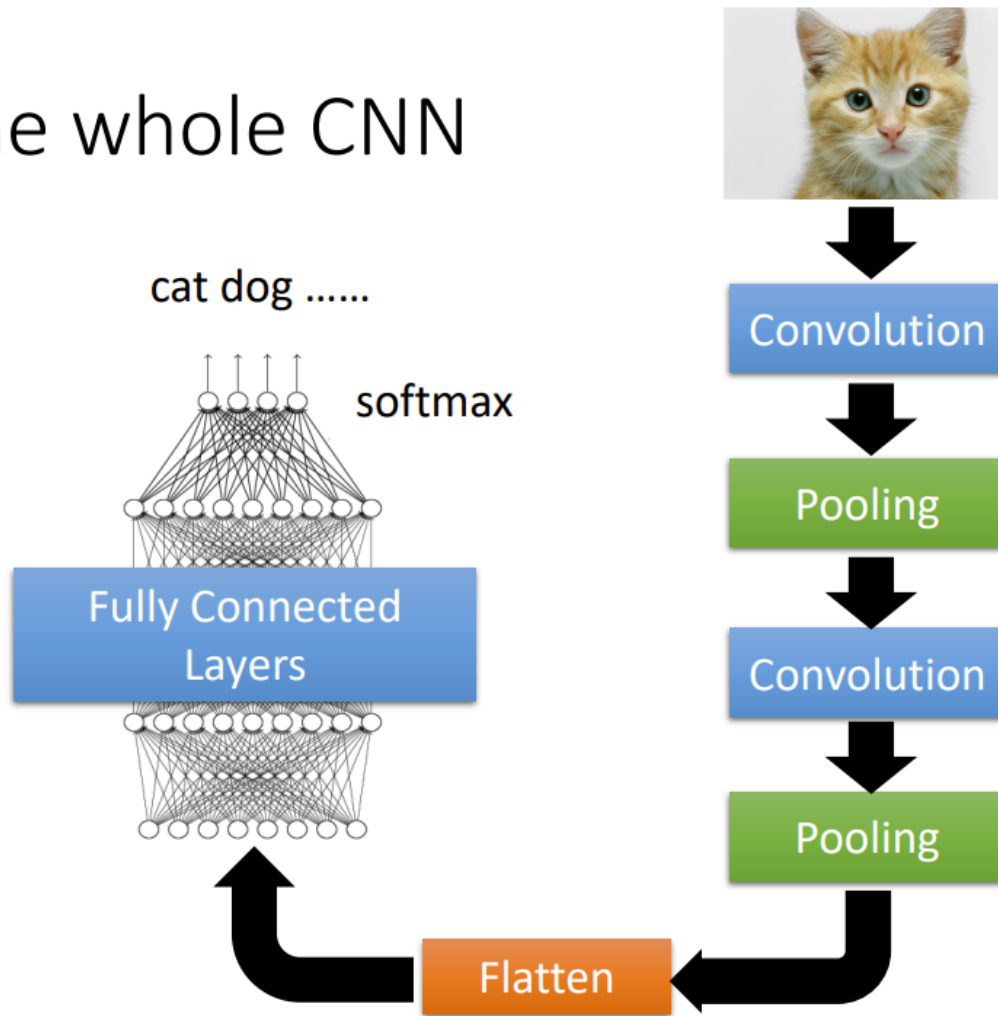 e whole CNN
cat dog ......
softmax
Fully Connected
Layers
Convolution
Pooling
Convolution
Pooling
Flatten